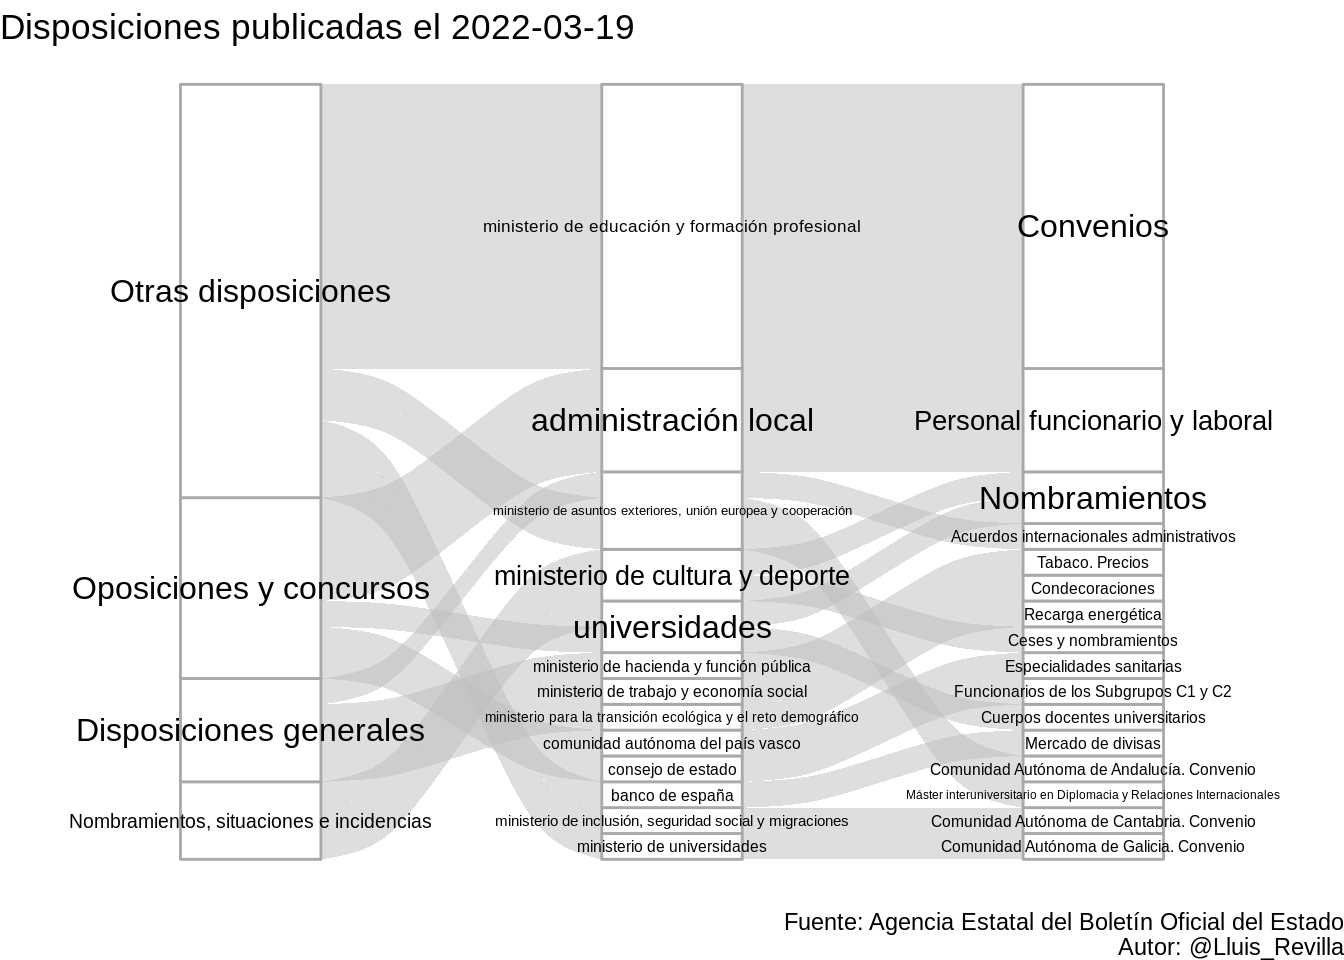 Disposiciones publicadas el 2022-03-19
Otras disposiciones
Oposiciones y concursos
Disposiciones generales
Nombramientos, situaciones e incidencias
ministerio de educación y formación profesional
administración local
ministerio de asuntos exteriores, unión europea y cooperación
ministerio de cultura y deporte
universidades
ministerio de hacienda y función pública
ministerio de trabajo y economía social
ministerio para la transición ecológica y el reto demográfico
comunidad autónoma del país vasco
consejo de estado
banco de españa
ministerio de inclusión, seguridad social y migraciones
ministerio de universidades
Convenios
Personal funcionario y laboral
Nombramientos
Acuerdos internacionales administrativos
Tabaco. Precios
Condecoraciones
Recarga energética
Ceses y nombramientos
Especialidades sanitarias
Funcionarios de los Subgrupos C1 y C2
Cuerpos docentes universitarios
Mercado de divisas
Comunidad Autónoma de Andalucía. Convenio
Máster interuniversitario en Diplomacia y Relaciones Internacionales
Comunidad Autónoma de Cantabria. Convenio
Comunidad Autónoma de Galicia. Convenio
Fuente: Agencia Estatal del Boletín Oficial del Estado
Autor: @Lluis_Revilla